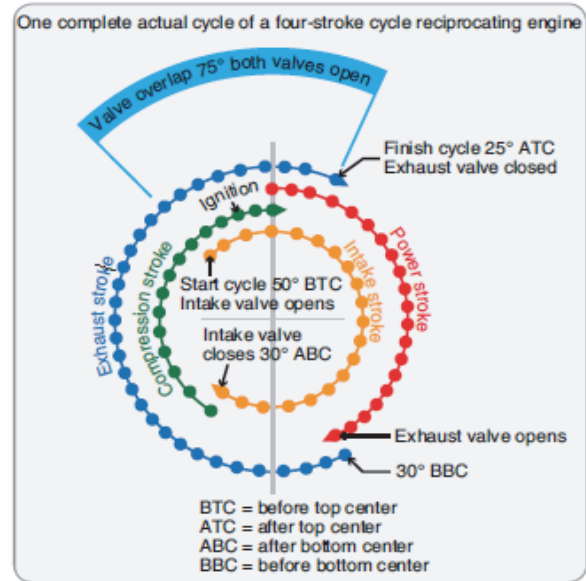 One complete actual cycle of a four-stroke cycle reciprocating engine
Valve overlap 75° both valves open
Finish cycle 25° ATC
Exhaust valve closed
Ignition
Exhaust stroke
Compression stroke
Intake stroke
Power stroke
Start cycle 50° BTC
Intake valve opens
Intake valve
closes 30° ABC
Exhaust valve opens
30° BBC
BTC = before top center
ATC = after top center
ABC = after bottom center
BBC = before bottom center